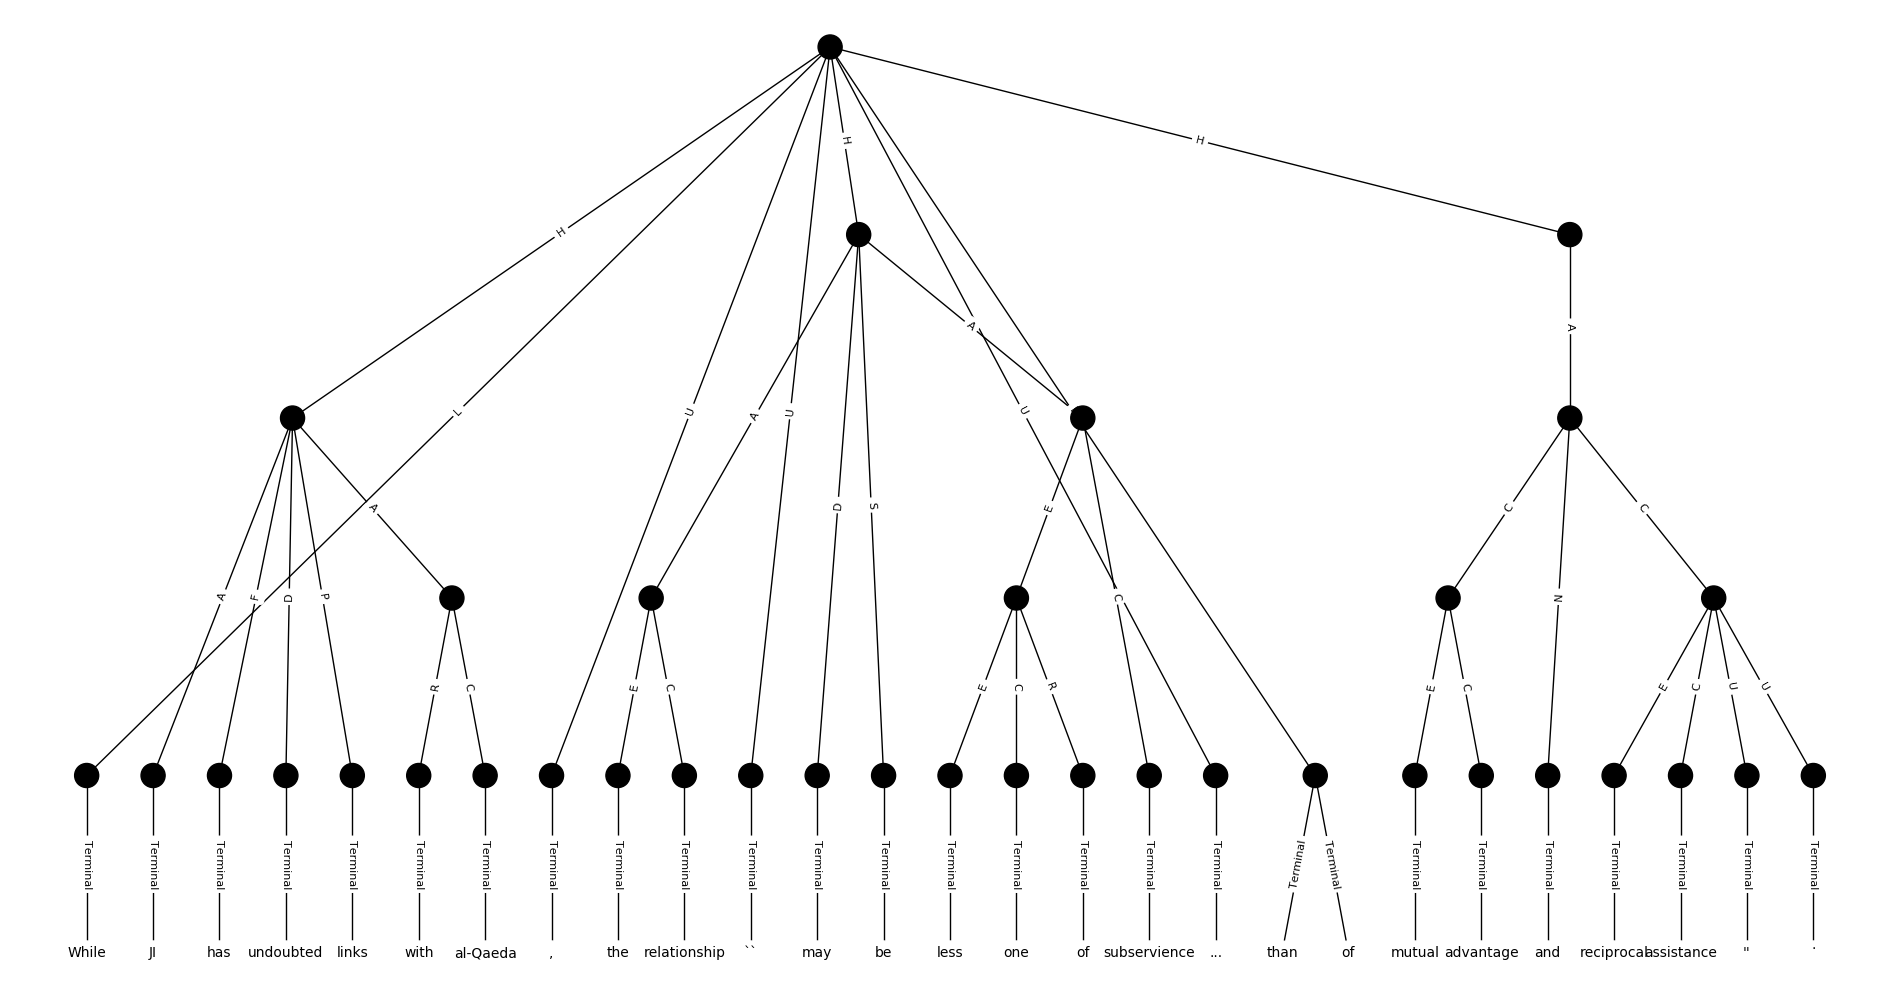 H
H
H
A
A
L
U
A
U
U
D
S
A
E
C
N
C
A
F
D
P
C
R
C
E
C
E
C
R
E
C
E
C
U
U
Terminal Terminal Terminal Terminal Terminal Terminal Terminal Terminal Terminal Terminal Terminal Terminal Terminal Terminal Terminal Terminal Terminal Terminal Terminal Terminal Terminal Terminal Terminal Terminal Terminal Terminal Terminal
While JI has undoubted links with al-Qaeda , the relationship `` may be less one of subservience ... than of mutual advantage and reciprocal assistance " .